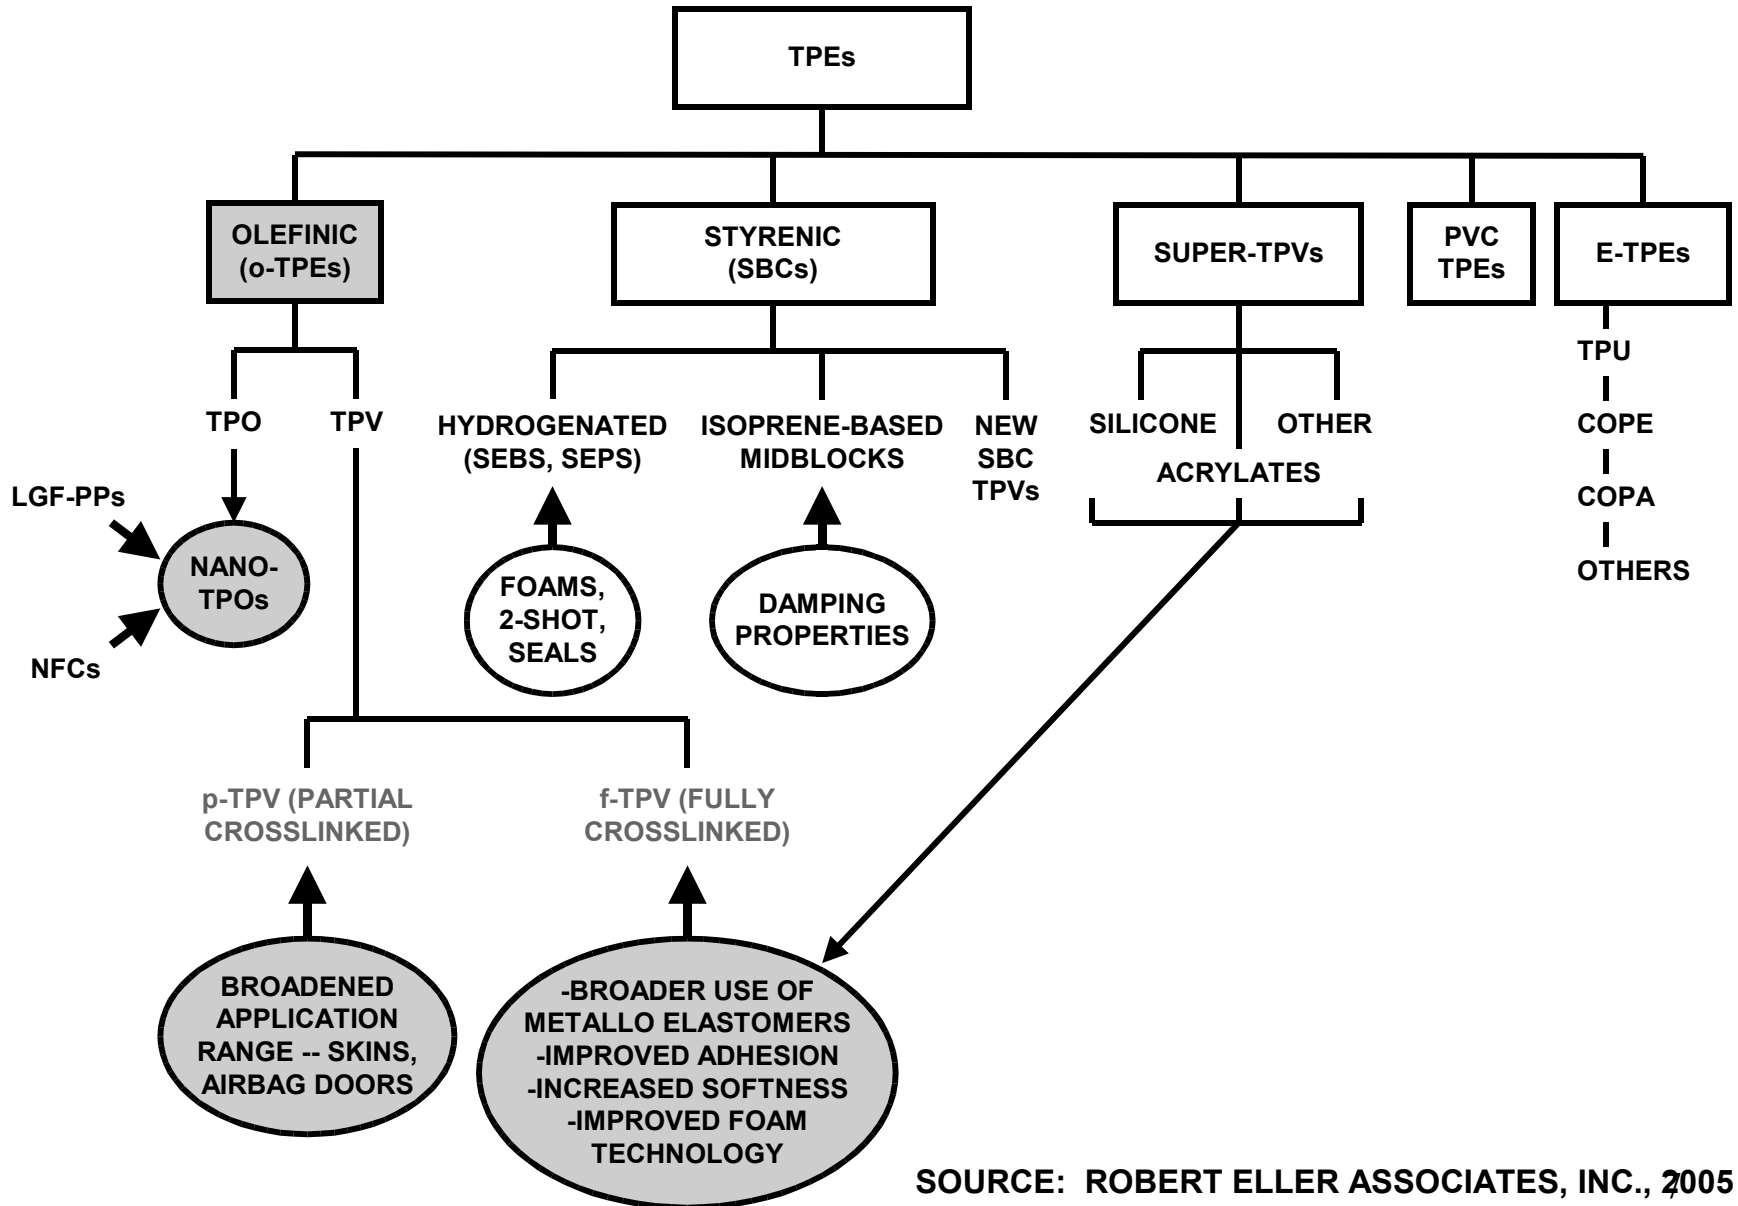 TPEs
OLEFINIC
(o-TPEs)
STYRENIC
(SBCs)
SUPER-TPVs
PVC
TPEs
E-TPEs
TPO
TPV
HYDROGENATED
(SEBS, SEPS)
ISOPRENE-BASED
MIDBLOCKS
NEW
SBC
TPVs
SILICONE
OTHER
ACRYLATES
TPU
COPE
COPA
OTHERS
LGF-PPs
NANO-
TPOs
NFCs
FOAMS,
2-SHOT,
SEALS
DAMPING
PROPERTIES
p-TPV (PARTIAL
CROSSLINKED)
f-TPV (FULLY
CROSSLINKED)
BROADENED
APPLICATION
RANGE -- SKINS,
AIRBAG DOORS
-BROADER USE OF
METALLO ELASTOMERS
-IMPROVED ADHESION
-INCREASED SOFTNESS
-IMPROVED FOAM
TECHNOLOGY
SOURCE: ROBERT ELLER ASSOCIATES, INC., 2005
7